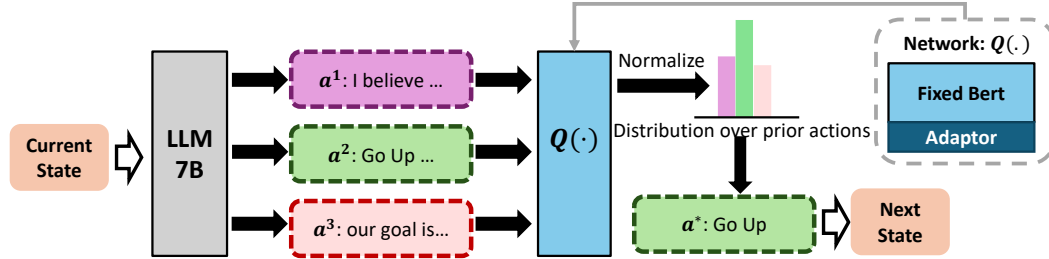 Current
State
LLM
7B
a¹: I believe ...
a²: Go Up ...
a³: our goal is...
Q(·)
Normalize
Distribution over prior actions
a*: Go Up
Next
State
Network: Q(.)
Fixed Bert
Adaptor